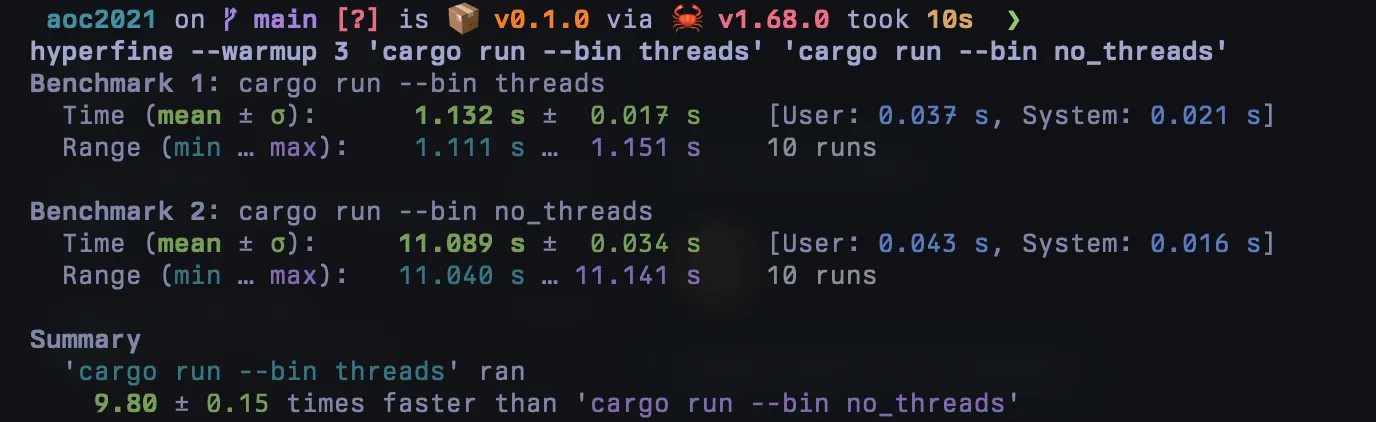 aoc2021 on ᚠ main [?] is 📦 v0.1.0 via 🦀 v1.68.0 took 10s ❯
hyperfine --warmup 3 'cargo run --bin threads' 'cargo run --bin no_threads'
Benchmark 1: cargo run --bin threads
Time (mean ± σ): 1.132 s ± 0.017 s [User: 0.037 s, System: 0.021 s]
Range (min … max): 1.111 s … 1.151 s 10 runs
Benchmark 2: cargo run --bin no_threads
Time (mean ± σ): 11.089 s ± 0.034 s [User: 0.043 s, System: 0.016 s]
Range (min … max): 11.040 s … 11.141 s 10 runs
Summary
'cargo run --bin threads' ran
9.80 ± 0.15 times faster than 'cargo run --bin no_threads'